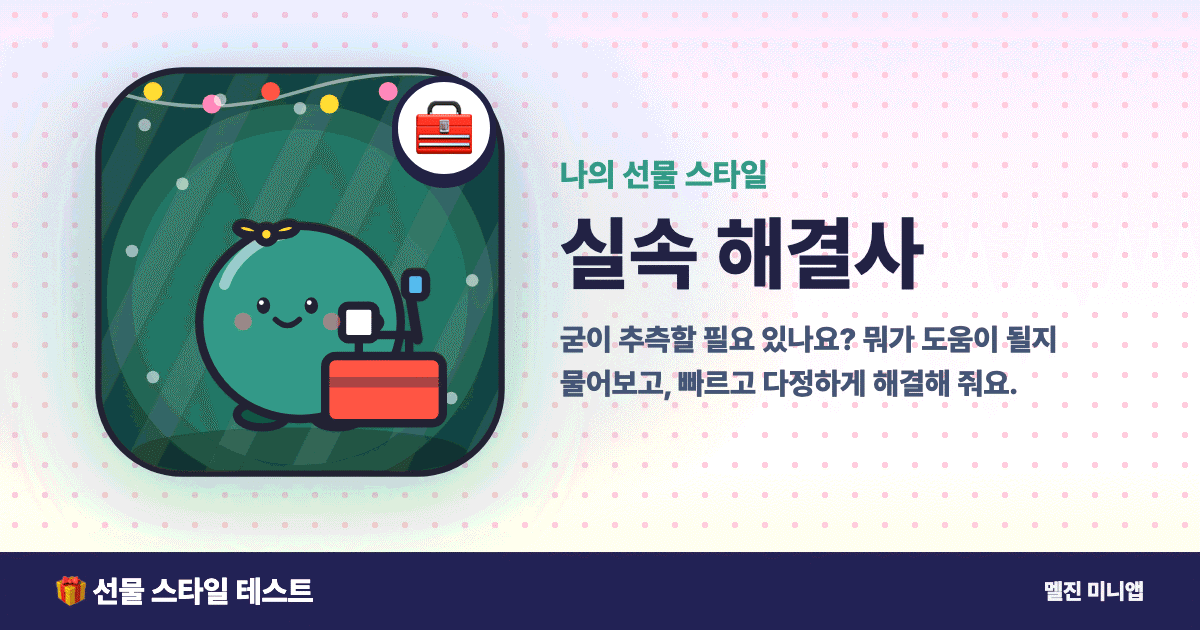 나의 선물 스타일
실속 해결사
굳이 추측할 필요 있나요? 뭐가 도움이 될지
물어보고, 빠르고 다정하게 해결해 줘요.
선물 스타일 테스트
멜진 미니앱